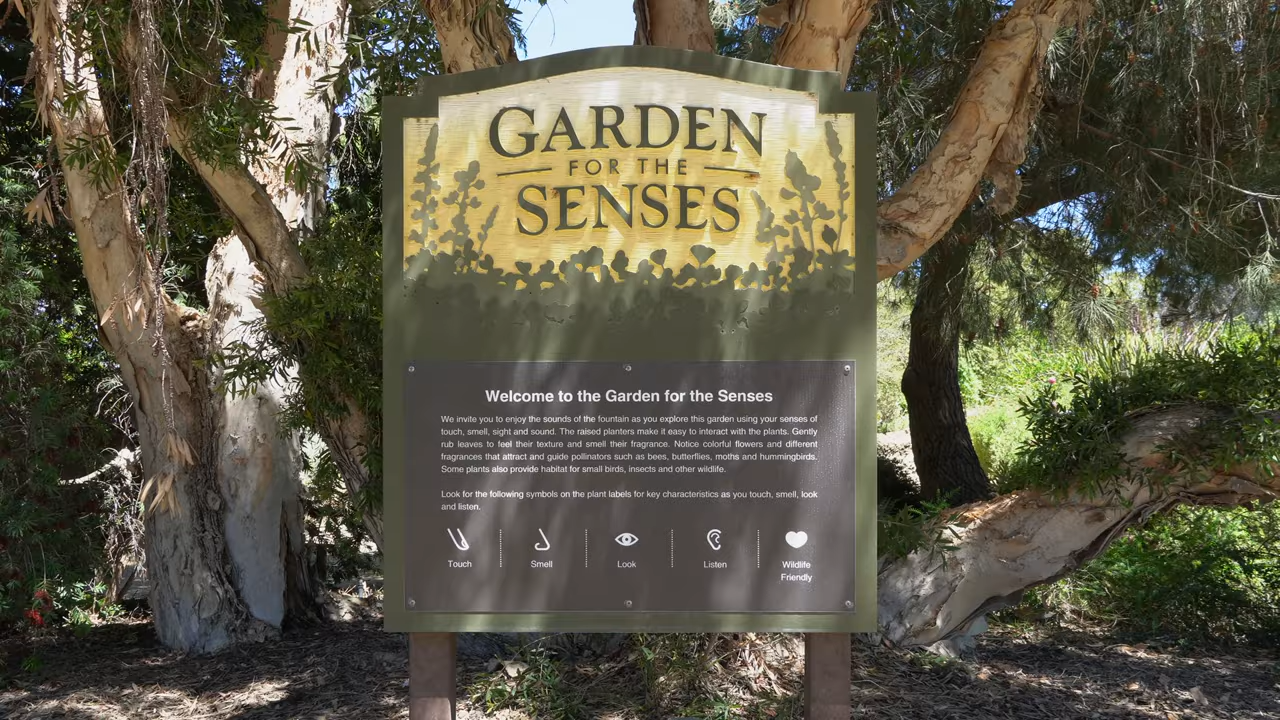 GARDEN
FOR THE
SENSES
Welcome to the Garden for the Senses
We invite you to enjoy the sounds of the fountain as you explore this garden using your senses of
touch, smell, sight and sound. The raised planters make it easy to interact with the plants. Gently
rub leaves to feel their texture and smell their fragrance. Notice colorful flowers and different
fragrances that attract and guide pollinators such as bees, butterflies, moths and hummingbirds.
Some plants also provide habitat for small birds, insects and other wildlife.
Look for the following symbols on the plant labels for key characteristics as you touch, smell, look
and listen.
Touch Smell Look Listen Wildlife
Friendly